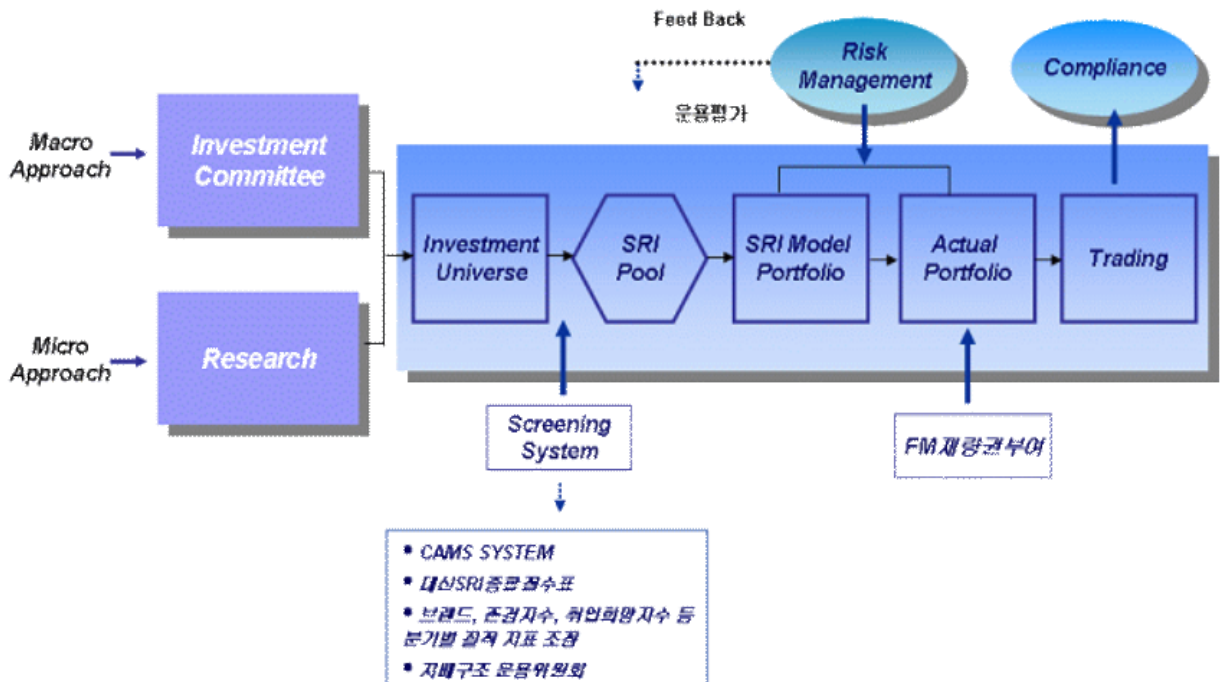 Feed Back
Risk
Management
Compliance
운용평가
Macro
Approach
Investment
Committee
Investment
Universe
SRI
Pool
SRI Model
Portfolio
Actual
Portfolio
Trading
Micro
Approach
Research
Screening
System
FM재량권부여
• CAMS SYSTEM
• 대신SRI종합점수표
• 브랜드, 존경지수, 취업희망지수 등
분기별 질적 지표 조정
• 지배구조 운용위원회